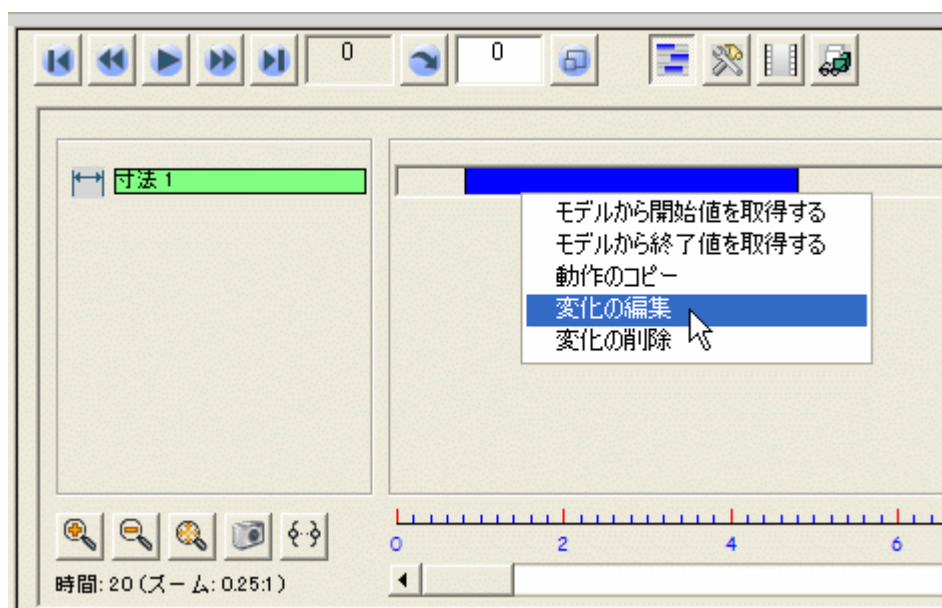 0
0
寸法 1
モデルから開始値を取得する
モデルから終了値を取得する
動作のコピー
変化の編集
変化の削除
0 2 4 6
時間: 20 (ズーム: 0.25:1)